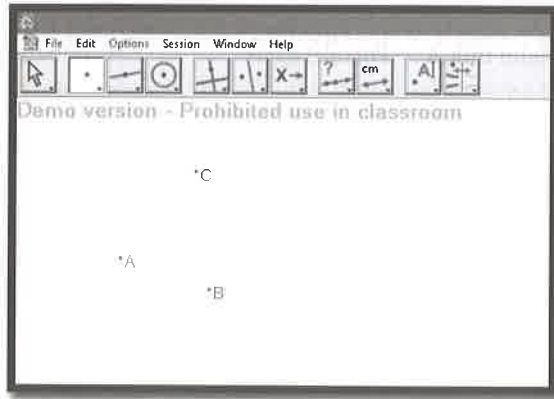 File Edit Options Session Window Help
? cm A!
X
Demo version - Prohibited use in classroom
C
A
B